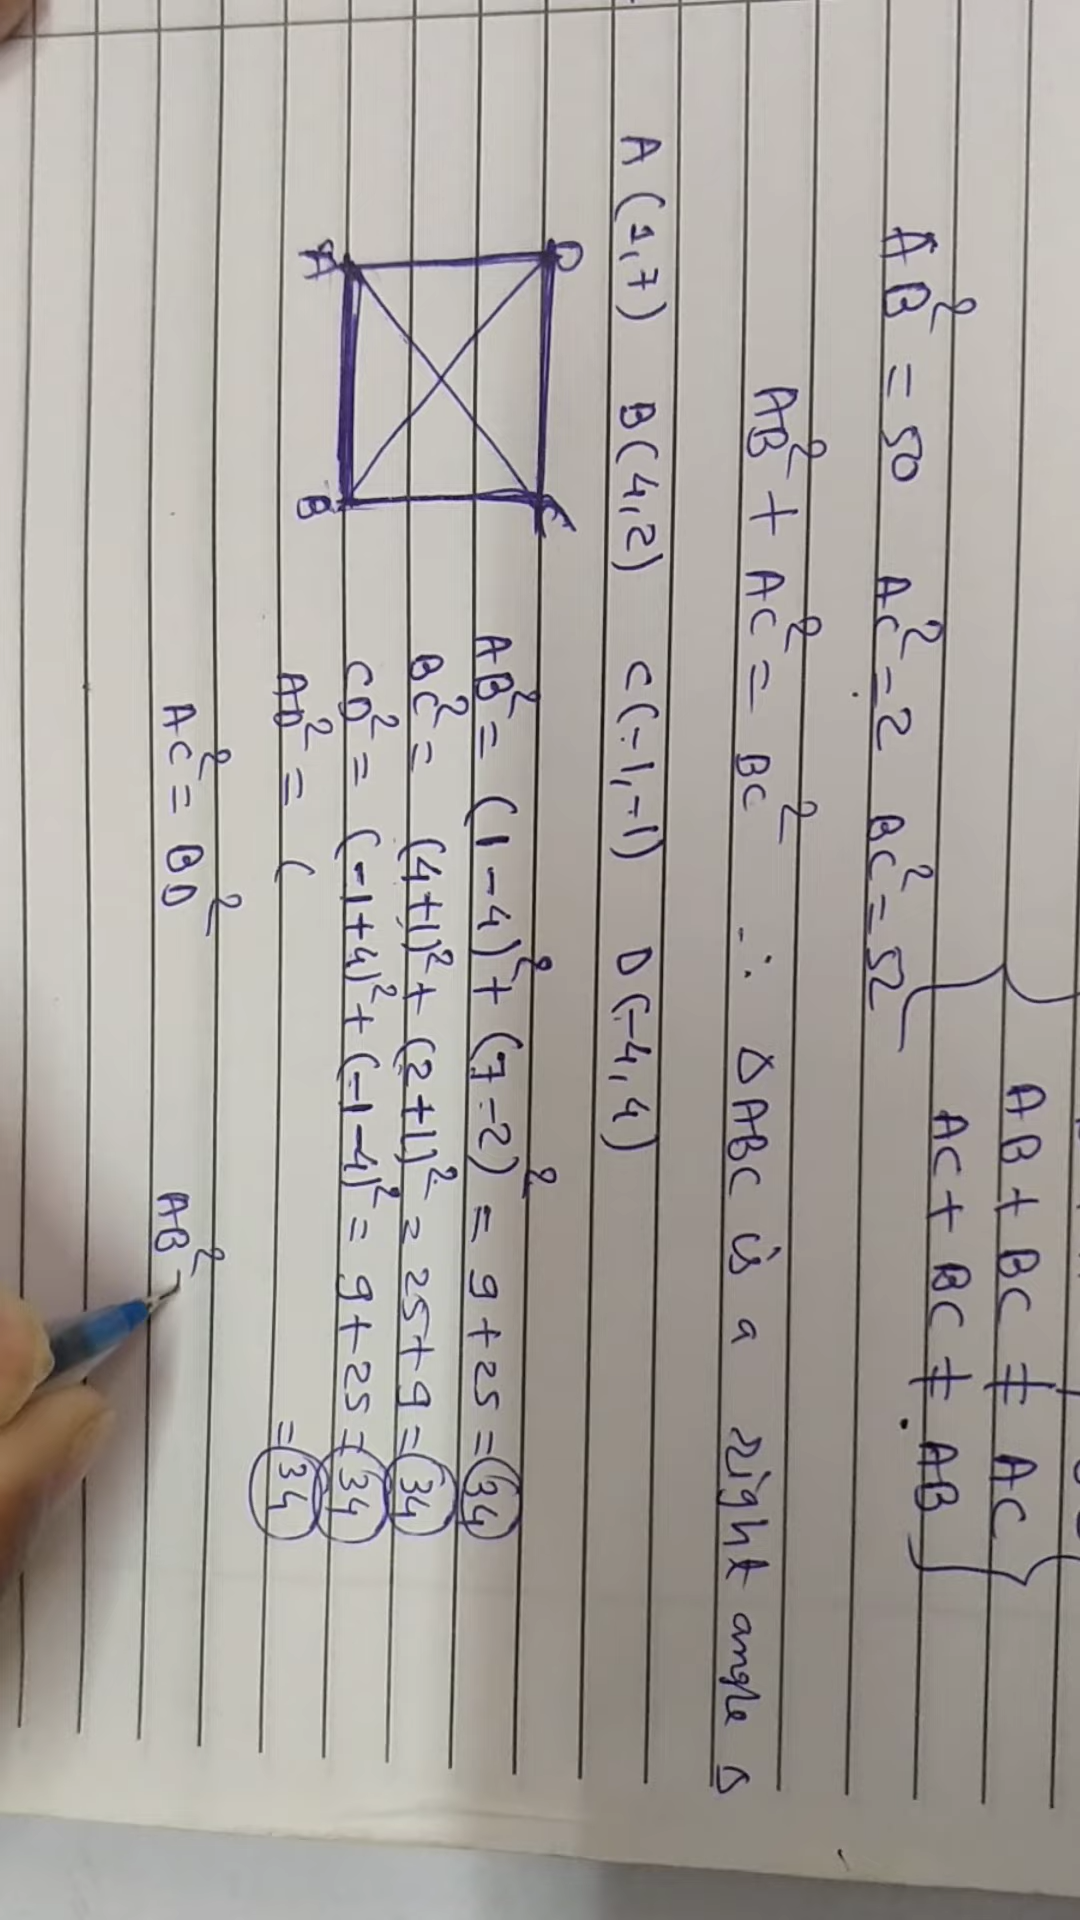 AB + BC ≠ AC
AC + BC ≠ AB
AB² = 50 AC² = 2 BC² = 52
AB² + AC² = BC² ∴ Δ ABC is a right angle Δ
A (1,7) B(4,2) C(-1,-1) D(-4,4)
D C
A B
AB² = (1-4)² + (7-2)² = 9+25 = 34
BC² = (4+1)² + (2+1)² = 25+9 = 34
CD² = (-1+4)² + (-1-4)² = 9+25 = 34
AD² = ( = 34
AC² = BD² AB²